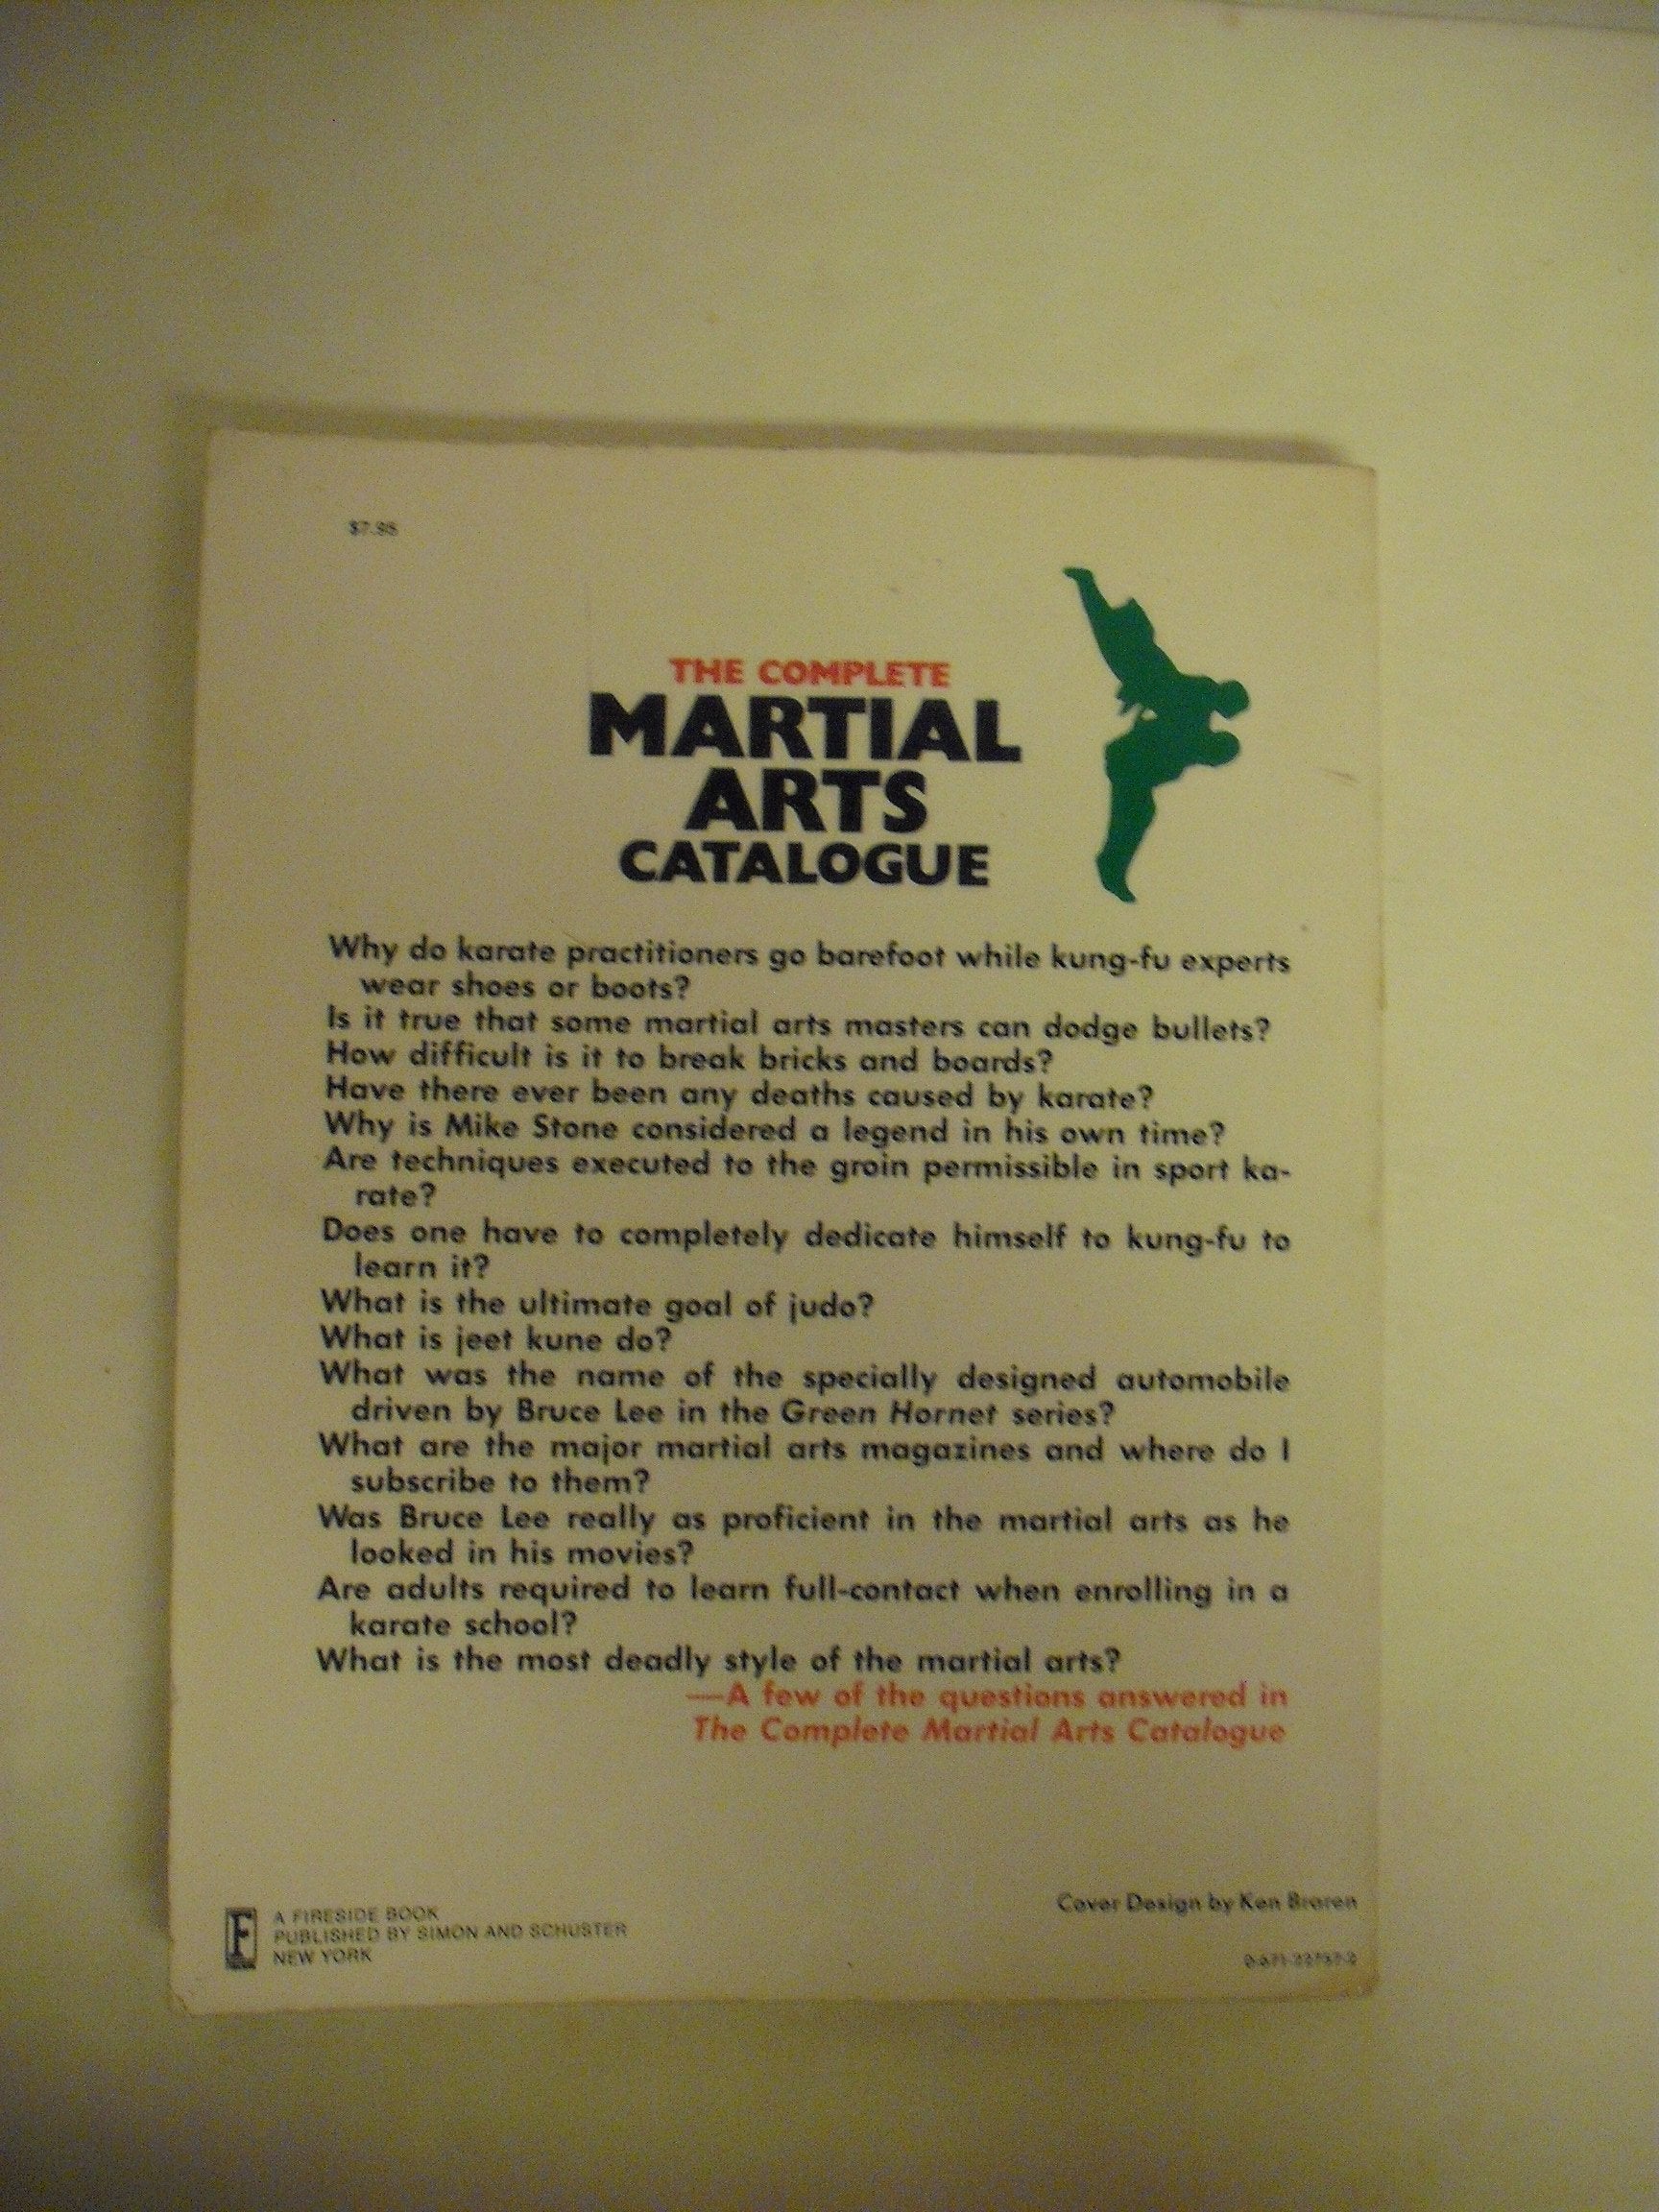 $7.95
THE COMPLETE
MARTIAL
ARTS
CATALOGUE
Why do karate practitioners go barefoot while kung-fu experts
wear shoes or boots?
Is it true that some martial arts masters can dodge bullets?
How difficult is it to break bricks and boards?
Have there ever been any deaths caused by karate?
Why is Mike Stone considered a legend in his own time?
Are techniques executed to the groin permissible in sport ka-
rate?
Does one have to completely dedicate himself to kung-fu to
learn it?
What is the ultimate goal of judo?
What is jeet kune do?
What was the name of the specially designed automobile
driven by Bruce Lee in the Green Hornet series?
What are the major martial arts magazines and where do I
subscribe to them?
Was Bruce Lee really as proficient in the martial arts as he
looked in his movies?
Are adults required to learn full-contact when enrolling in a
karate school?
What is the most deadly style of the martial arts?
—A few of the questions answered in
The Complete Martial Arts Catalogue
F
A FIRESIDE BOOK
PUBLISHED BY SIMON AND SCHUSTER
NEW YORK
Cover Design by Ken Braren